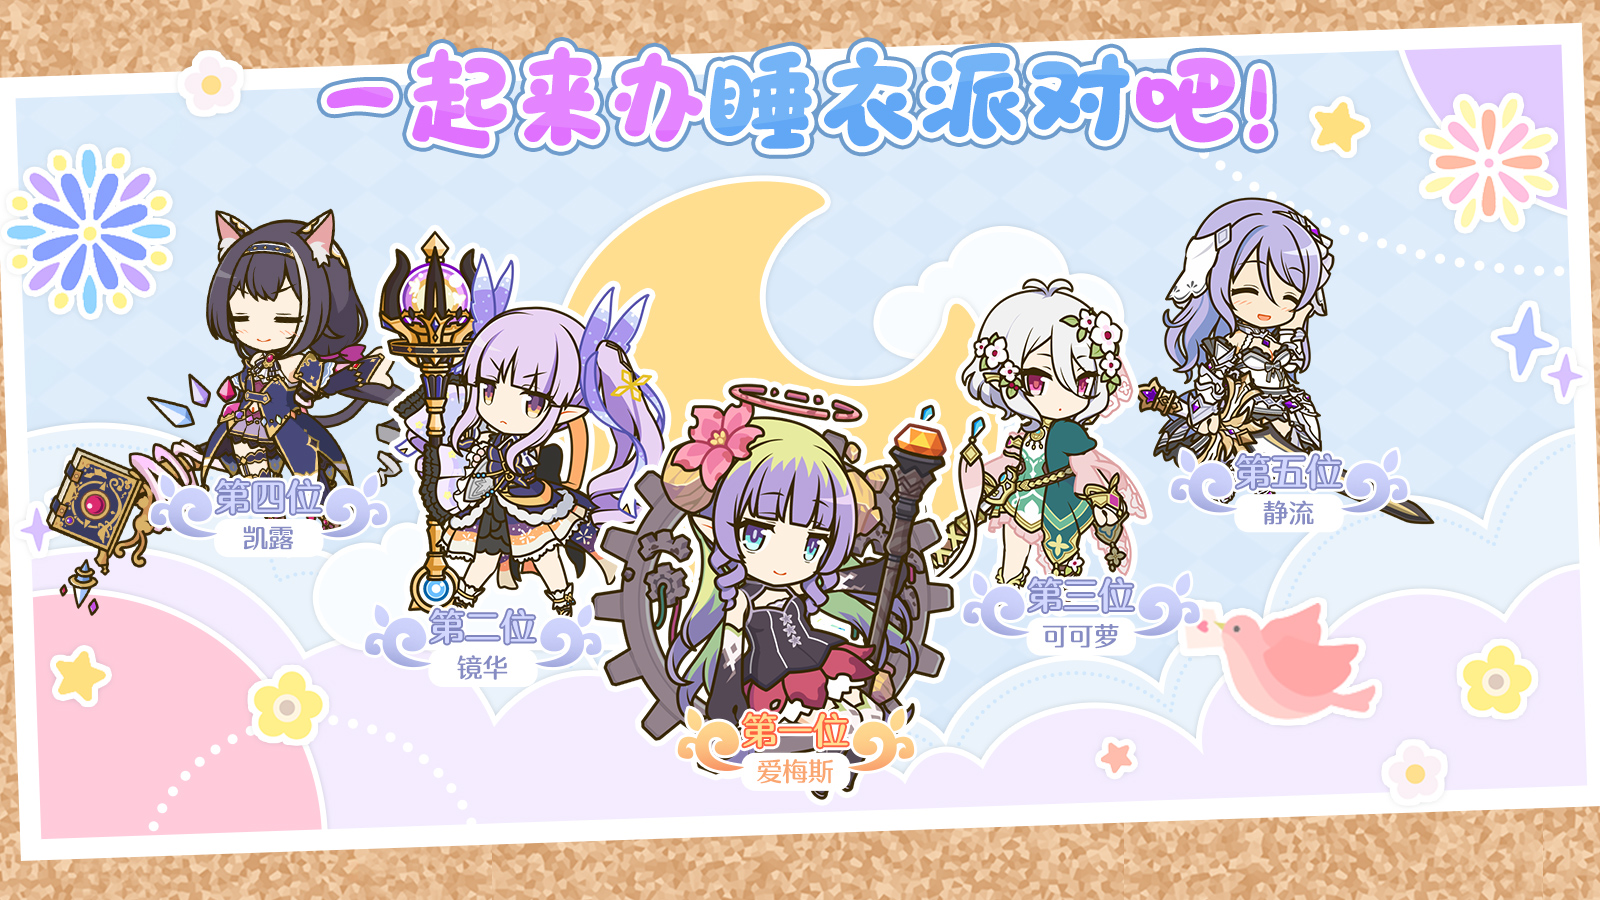 一起来办睡衣派对吧!
第四位
凯露
第二位
镜华
第一位
爱梅斯
第三位
可可萝
第五位
静流